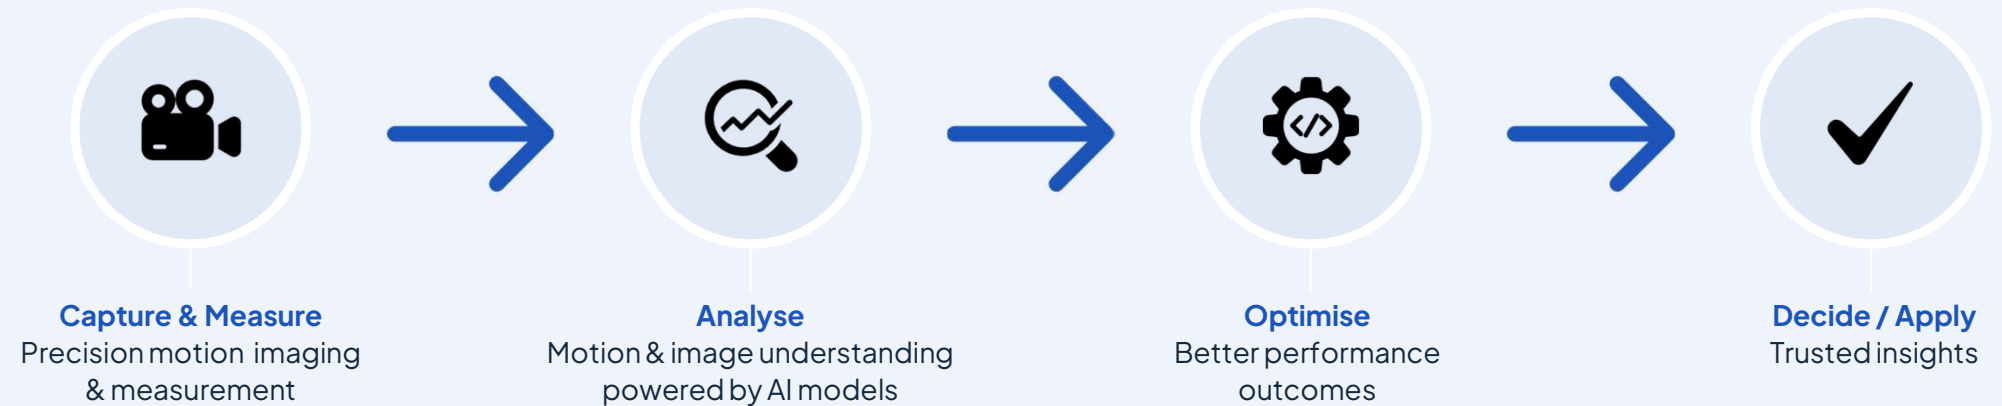 Capture & Measure
Precision motion imaging
& measurement
Analyse
Motion & image understanding
powered by AI models
Optimise
Better performance
outcomes
Decide / Apply
Trusted insights